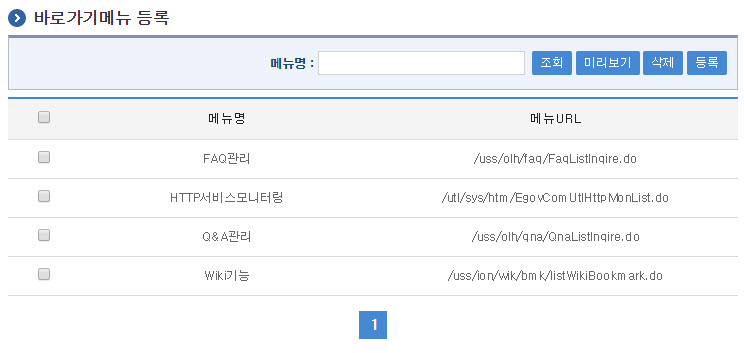 바로가기메뉴 등록
메뉴명 : 조회 미리보기 삭제 등록
메뉴명 메뉴URL
FAQ관리 /uss/olh/faq/FaqListInqire.do
HTTP서비스모니터링 /utl/sys/htm/EgovComUtlHttpMonList.do
Q&A관리 /uss/olh/qna/QnaListInqire.do
Wiki기능 /uss/ion/wik/bmk/listWikiBookmark.do
1